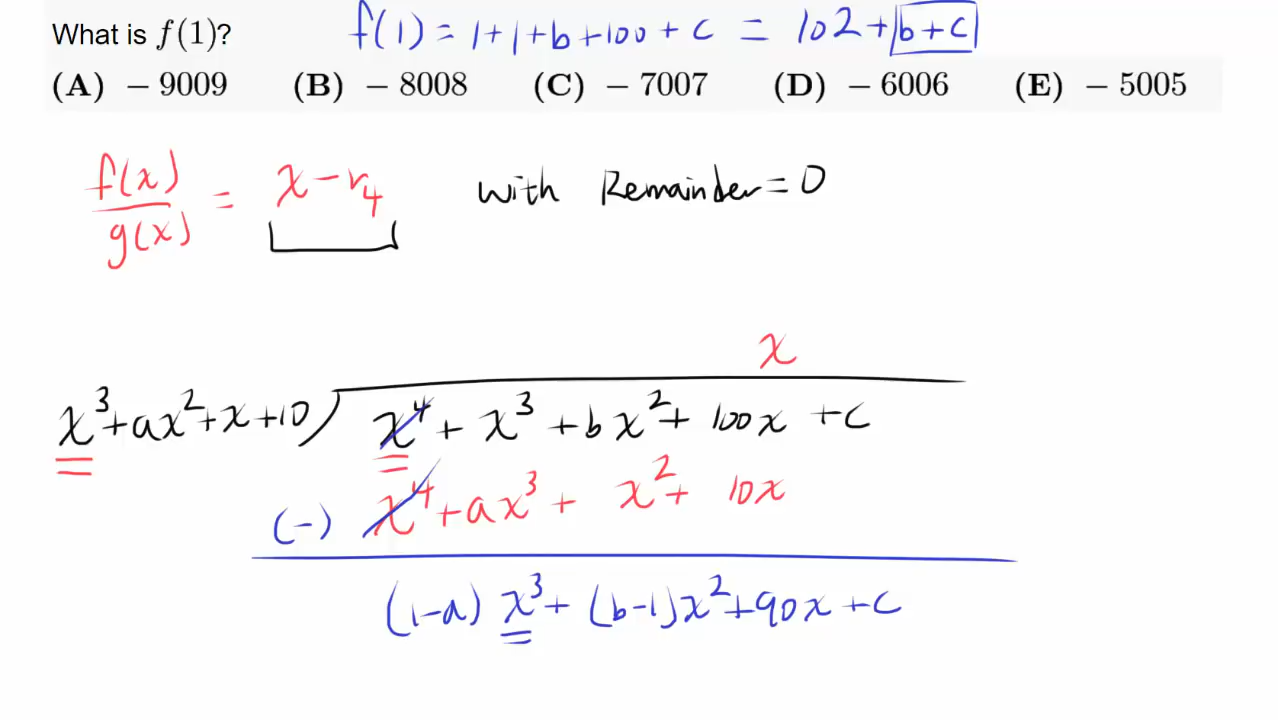 What is f(1)? f(1) = 1+1+b+100+c = 102+b+c
(A) − 9009 (B) − 8008 (C) − 7007 (D) − 6006 (E) − 5005
f(x)/g(x) = x−r₄ with Remainder=0
x
x³+ax²+x+10 ) x⁴ + x³ + bx² + 100x + c
(−) x⁴+ax³+ x²+ 10x
(1−a) x³+ (b−1)x²+90x+c